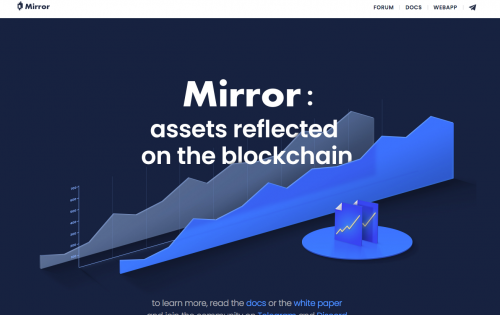 Mirror
FORUM DOCS WEBAPP
Mirror :
assets reflected
on the blockchain
to learn more, read the docs or the white paper
and join the community on Telegram and Discord